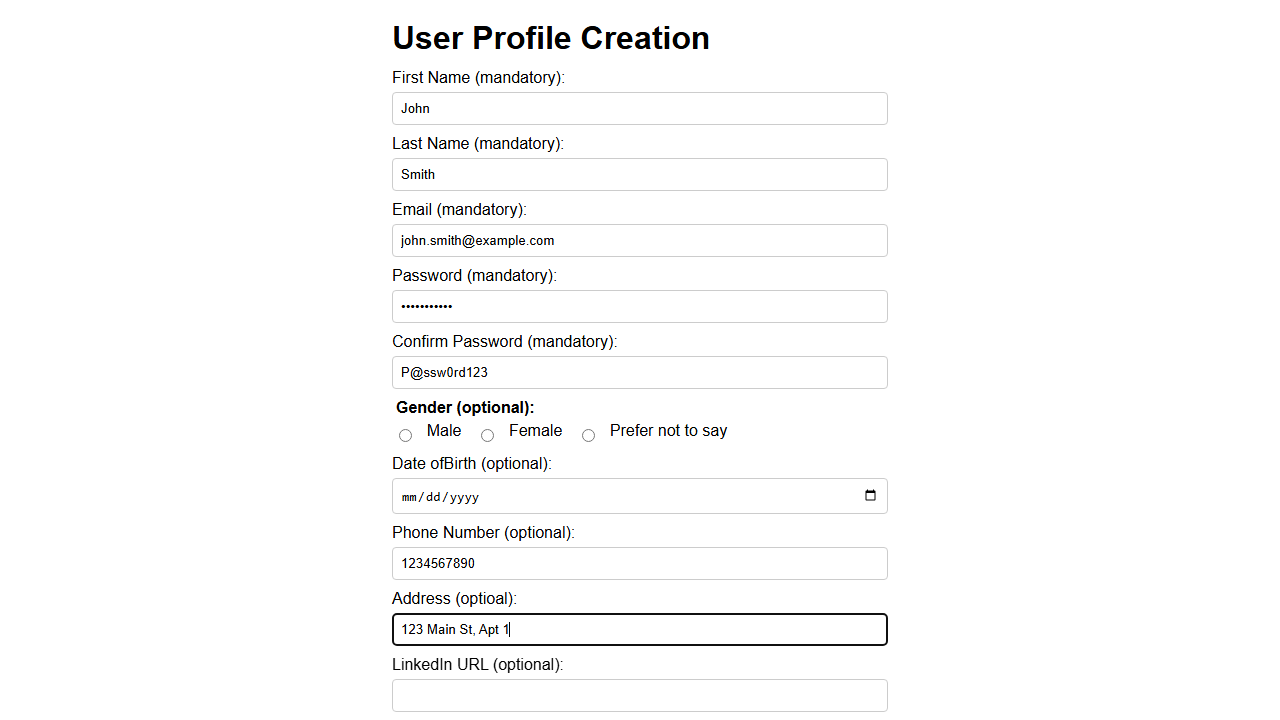 User Profile Creation
First Name (mandatory):
John
Last Name (mandatory):
Smith
Email (mandatory):
john.smith@example.com
Password (mandatory):
•••••••••••
Confirm Password (mandatory):
P@ssw0rd123
Gender (optional):
Male Female Prefer not to say
Date ofBirth (optional):
mm/dd/yyyy
Phone Number (optional):
1234567890
Address (optioal):
123 Main St, Apt 1
LinkedIn URL (optional):